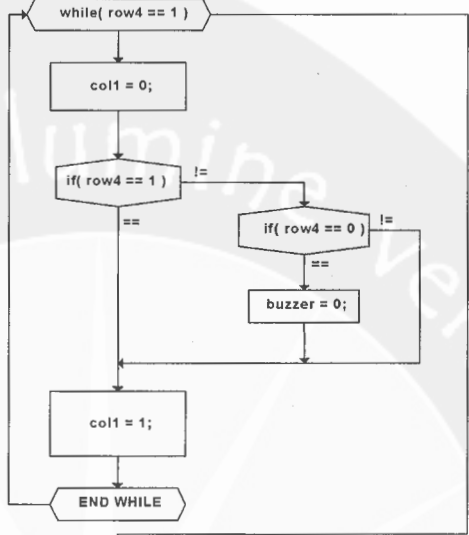 while( row4 == 1 )
col1 = 0;
if( row4 == 1 )
!=
==
if( row4 == 0 )
!=
==
buzzer = 0;
col1 = 1;
END WHILE